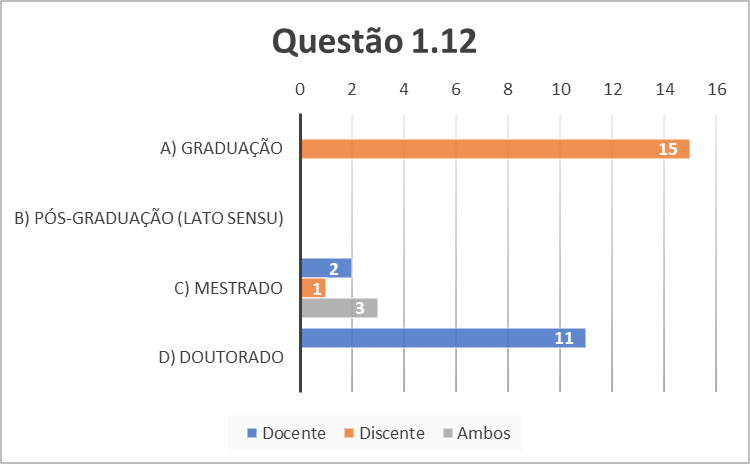 Questão 1.12
0 2 4 6 8 10 12 14 16
A) GRADUAÇÃO 15
B) PÓS-GRADUAÇÃO (LATO SENSU)
2
C) MESTRADO 1
3
11
D) DOUTORADO
Docente Discente Ambos